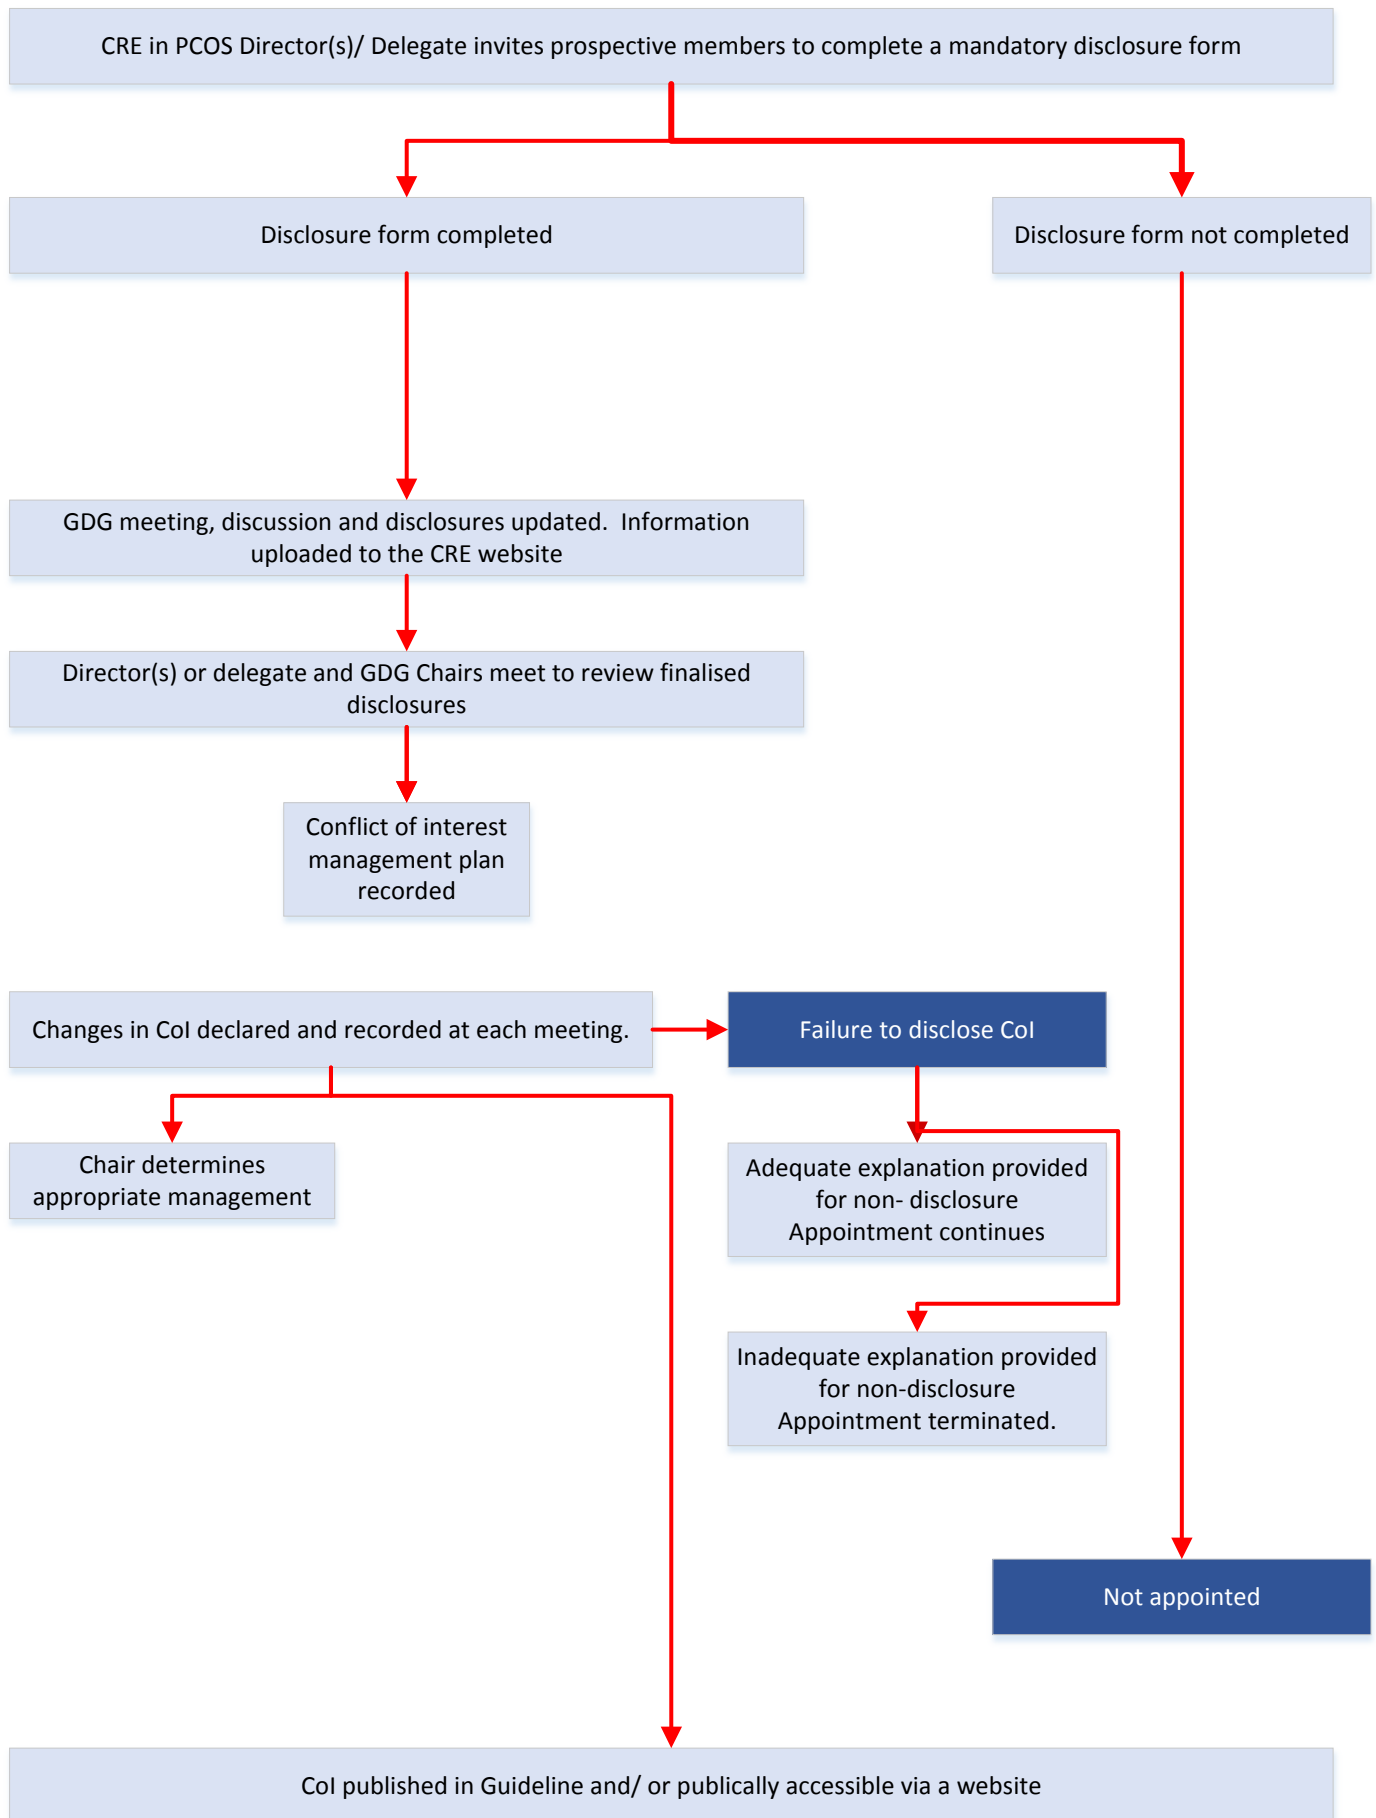 CRE in PCOS Director(s)/ Delegate invites prospective members to complete a mandatory disclosure form
Disclosure form completed
Disclosure form not completed
GDG meeting, discussion and disclosures updated.  Information
uploaded to the CRE website
Director(s) or delegate and GDG Chairs meet to review finalised
disclosures
Conflict of interest
management plan
recorded
Changes in CoI declared and recorded at each meeting.
Failure to disclose CoI
Chair determines
appropriate management
Adequate explanation provided
for non- disclosure
Appointment continues
Inadequate explanation provided
for non-disclosure
Appointment terminated.
Not appointed
CoI published in Guideline and/ or publically accessible via a website